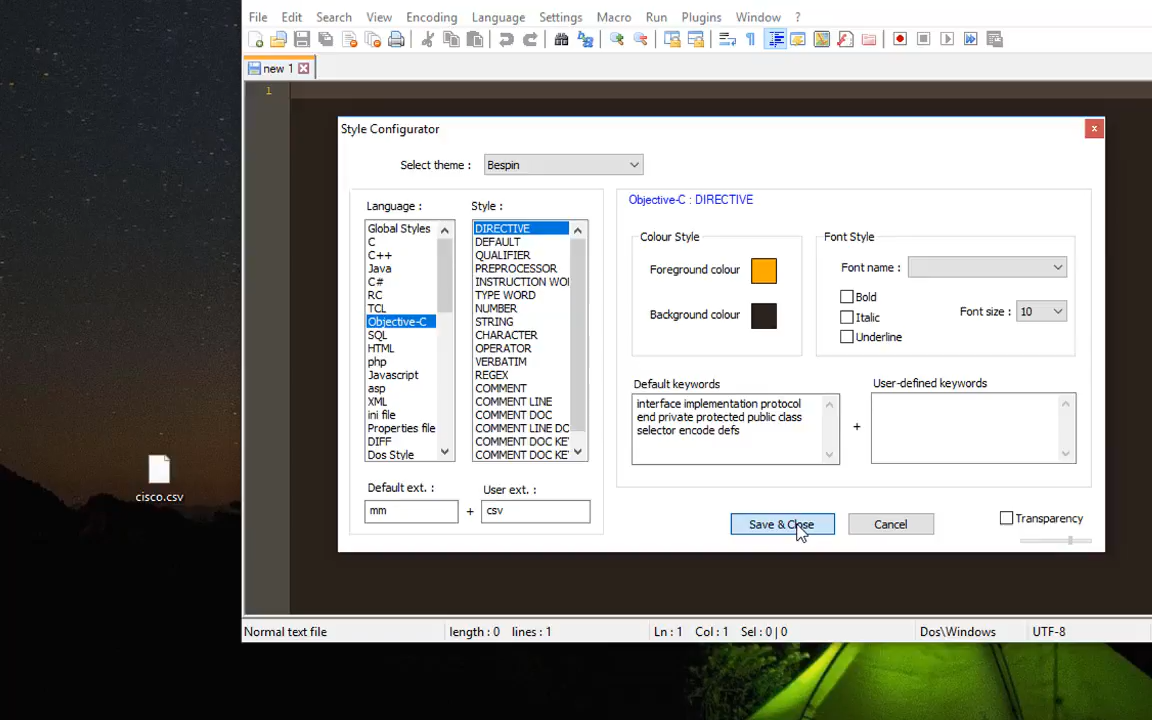 File Edit Search View Encoding Language Settings Macro Run Plugins Window ?
new 1
1
Style Configurator
Select theme : Bespin
Language :
Global Styles
C
C++
Java
C#
RC
TCL
Objective-C
SQL
HTML
php
Javascript
asp
XML
ini file
Properties file
DIFF
Dos Style
Style :
DIRECTIVE
DEFAULT
QUALIFIER
PREPROCESSOR
INSTRUCTION WO
TYPE WORD
NUMBER
STRING
CHARACTER
OPERATOR
VERBATIM
REGEX
COMMENT
COMMENT LINE
COMMENT DOC
COMMENT LINE DO
COMMENT DOC KE
COMMENT DOC KE
Default ext. : User ext. :
mm + csv
Objective-C : DIRECTIVE
Colour Style
Foreground colour
Background colour
Font Style
Font name :
Bold
Italic
Underline
Font size : 10
Default keywords
interface implementation protocol
end private protected public class
selector encode defs
+
User-defined keywords
Save & Close Cancel
Transparency
cisco.csv
Normal text file length : 0 lines : 1 Ln : 1 Col : 1 Sel : 0 | 0 Dos\Windows UTF-8